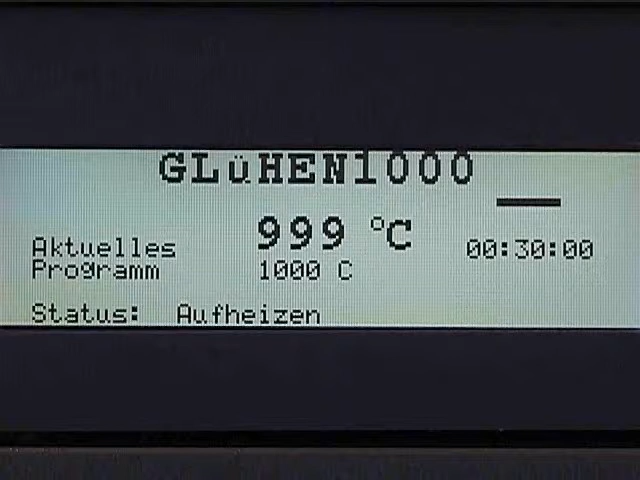 GLüHEN1000
999 °C
Aktuelles
Programm
1000 C
00:30:00
Status: Aufheizen